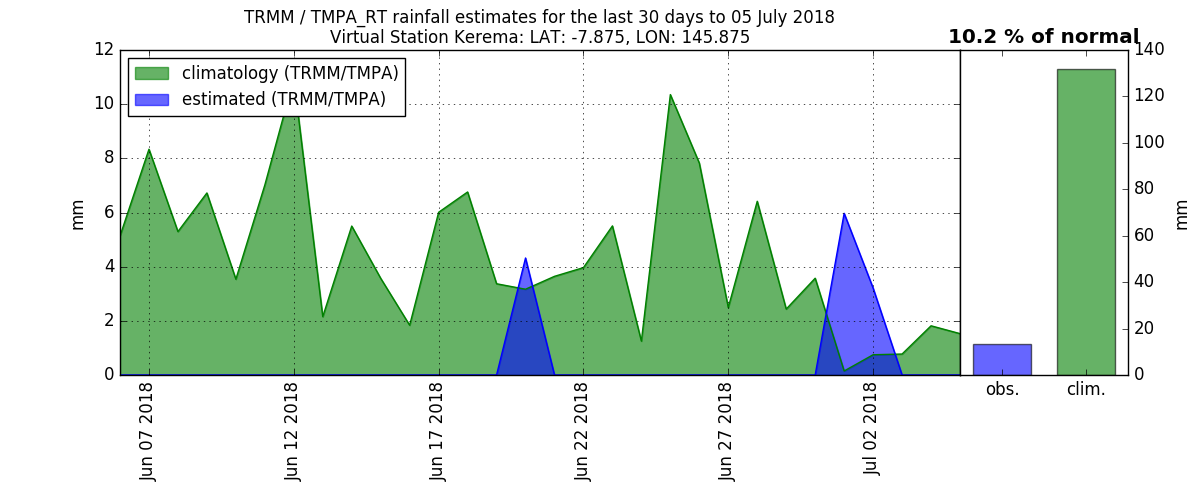 TRMM / TMPA_RT rainfall estimates for the last 30 days to 05 July 2018
Virtual Station Kerema: LAT: -7.875, LON: 145.875
10.2 % of normal
climatology (TRMM/TMPA)
estimated (TRMM/TMPA)
12
10
8
6
4
2
0
mm
140
120
100
80
60
40
20
0
mm
Jun 07 2018
Jun 12 2018
Jun 17 2018
Jun 22 2018
Jun 27 2018
Jul 02 2018
obs.
clim.